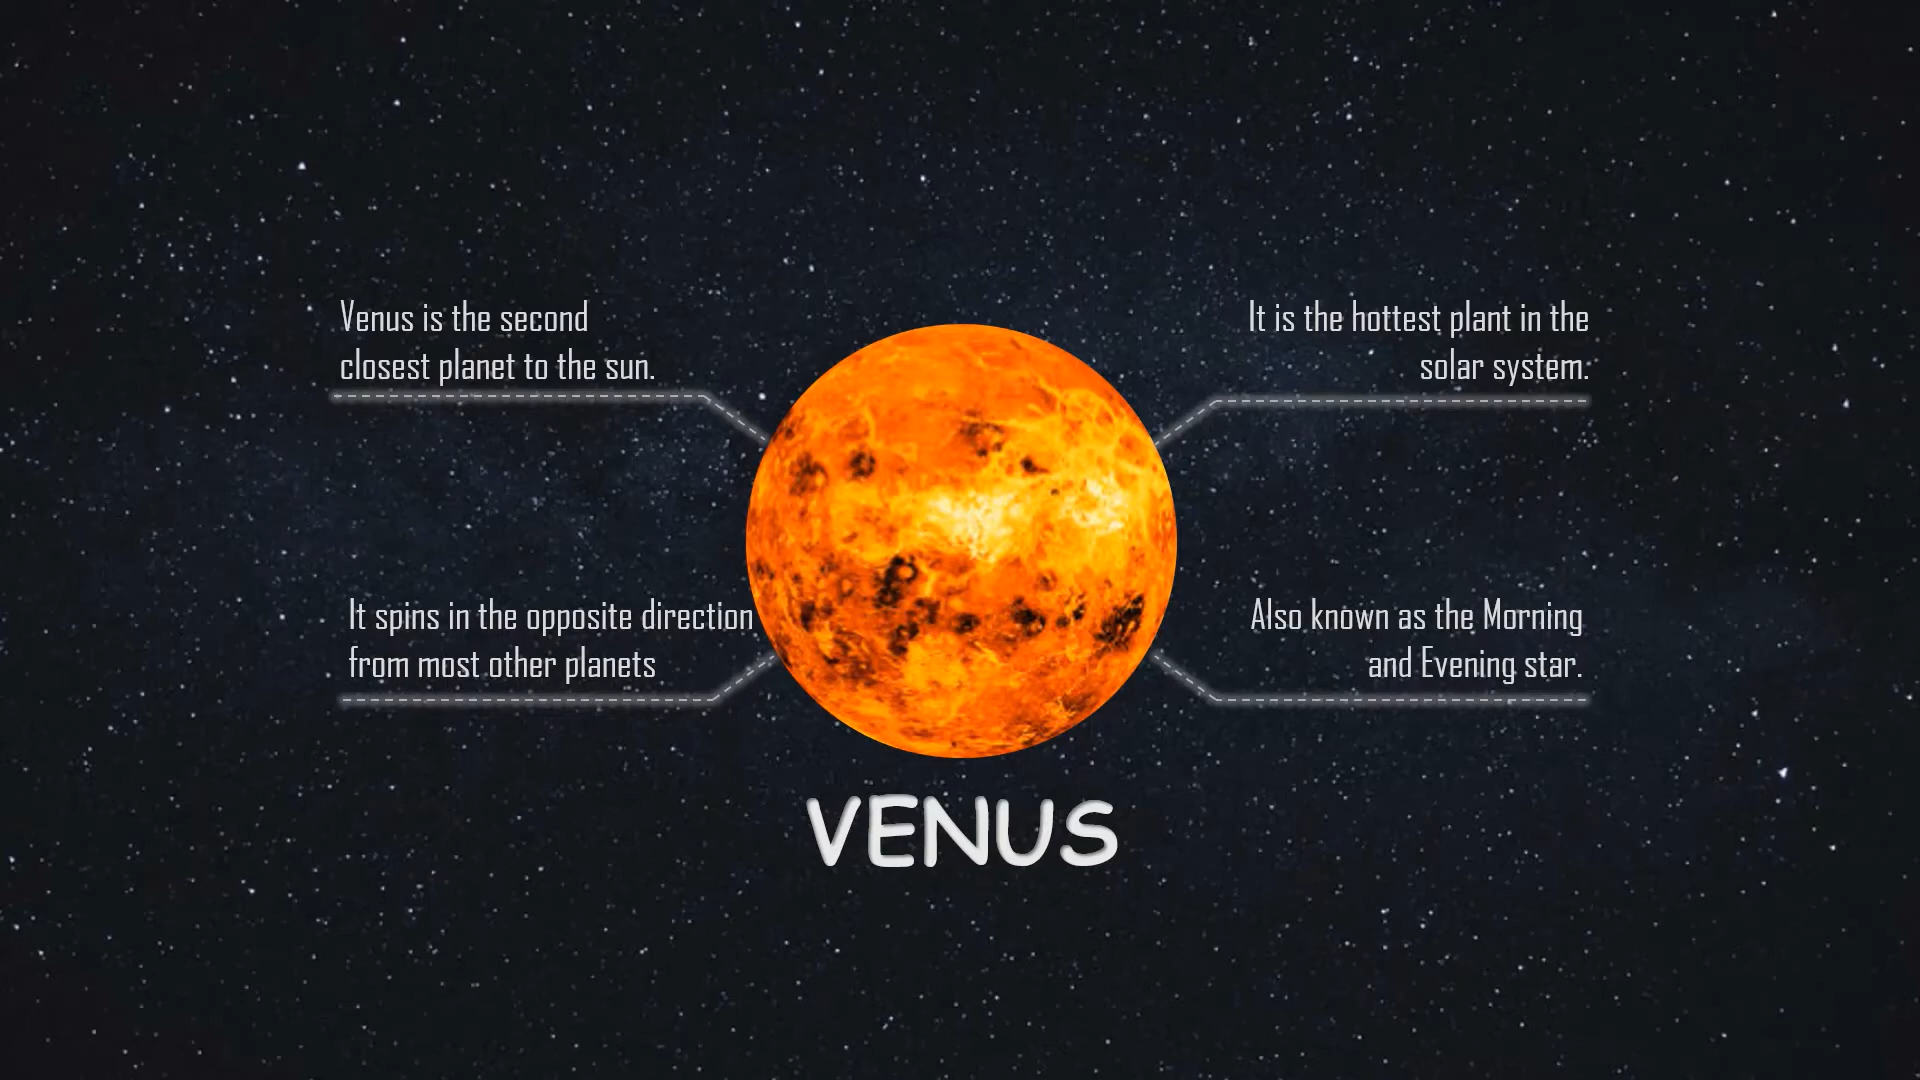 Venus is the second
closest planet to the sun.
It is the hottest plant in the
solar system.
It spins in the opposite direction
from most other planets
Also known as the Morning
and Evening star.
VENUS